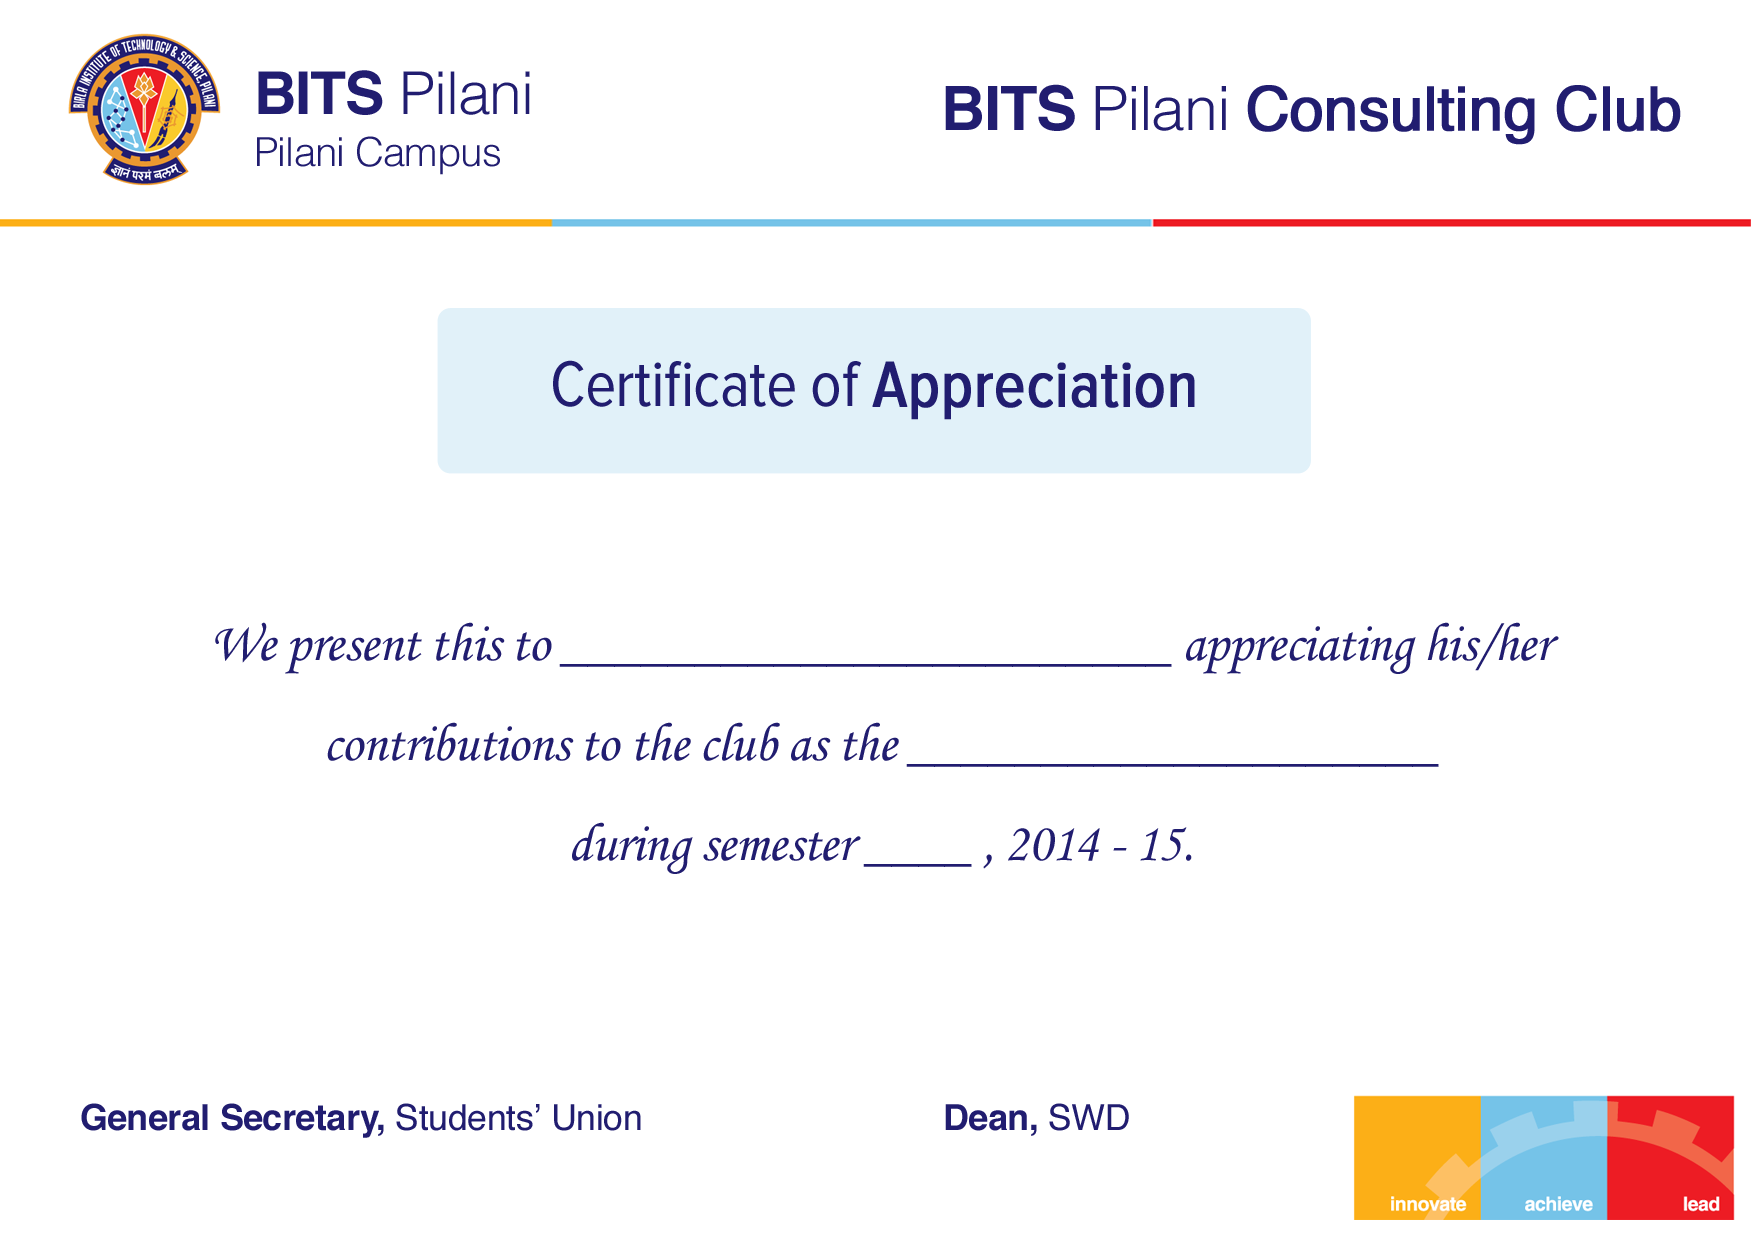 BIRLA INSTITUTE OF TECHNOLOGY & SCIENCE, PILANI
ज्ञानं परमं बलम्
BITS Pilani
Pilani Campus
BITS Pilani Consulting Club
Certificate of Appreciation
We present this to _______________________ appreciating his/her
contributions to the club as the ____________________
during semester ____ , 2014 - 15.
General Secretary, Students’ Union
Dean, SWD
innovate achieve lead